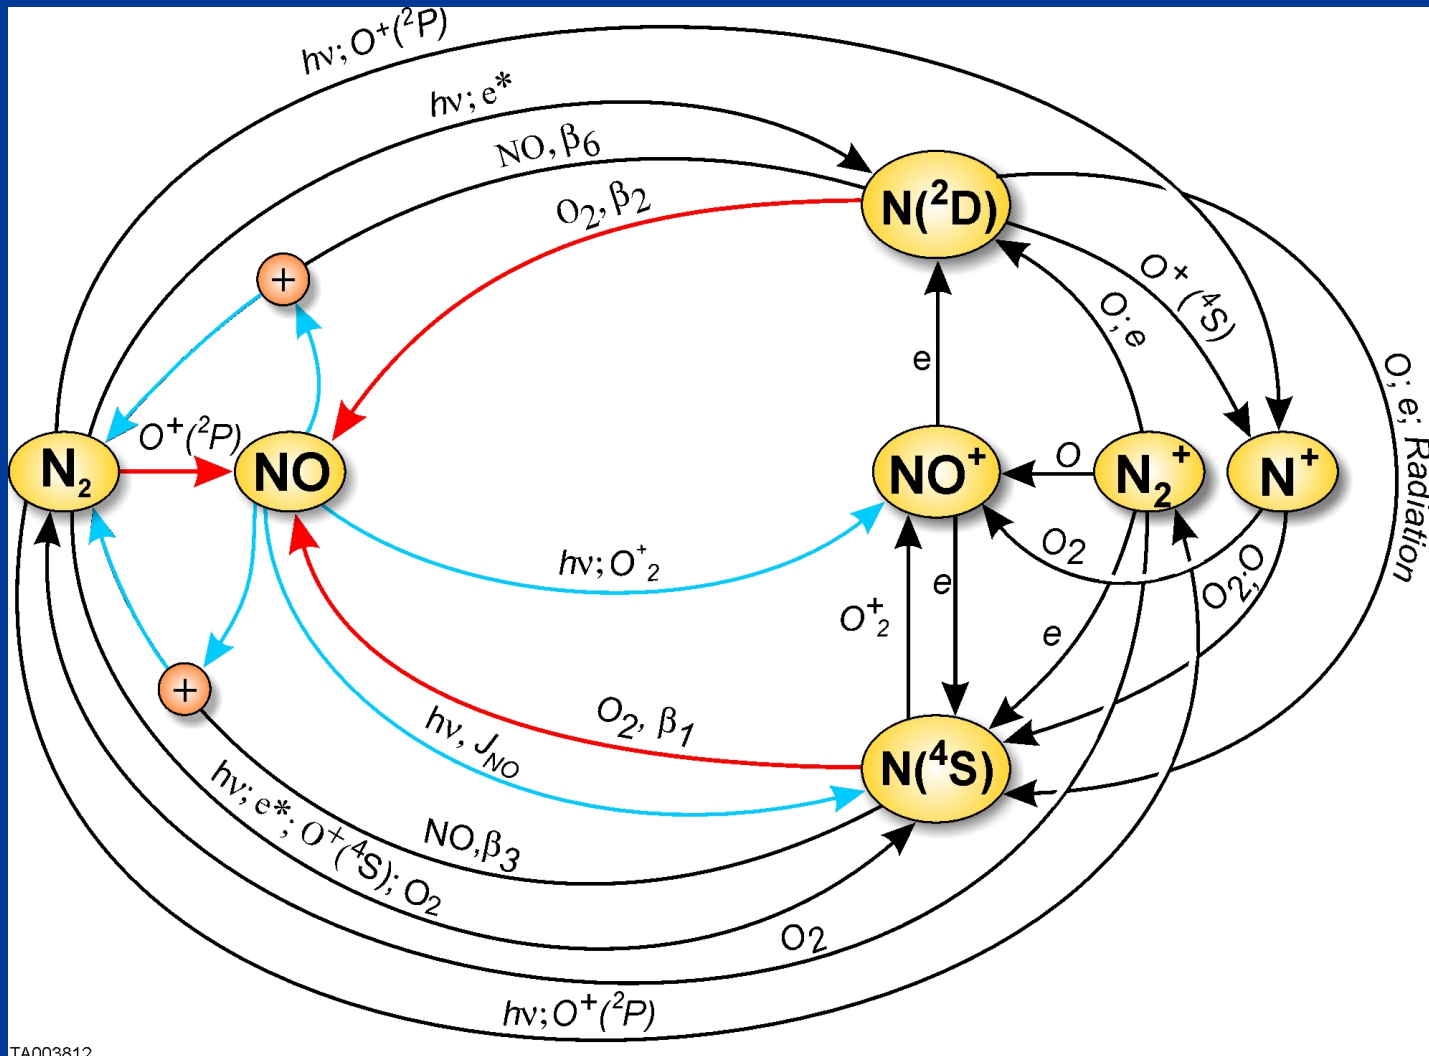 hν; O⁺(²P)
hν; e*
NO, β₆
O₂, β₂
N(²D)
O⁺(⁴S)
O; e
e
O; e; Radiation
+
O⁺(²P)
N₂
NO
NO⁺
O
N₂⁺
N⁺
O₂
hν; O⁺₂
O⁺₂
e
e
O₂; O
+
O₂, β₁
hν, J_NO
N(⁴S)
hν; e*; O⁺(⁴S); O₂
NO,β₃
O₂
hν; O⁺(²P)
TA003812